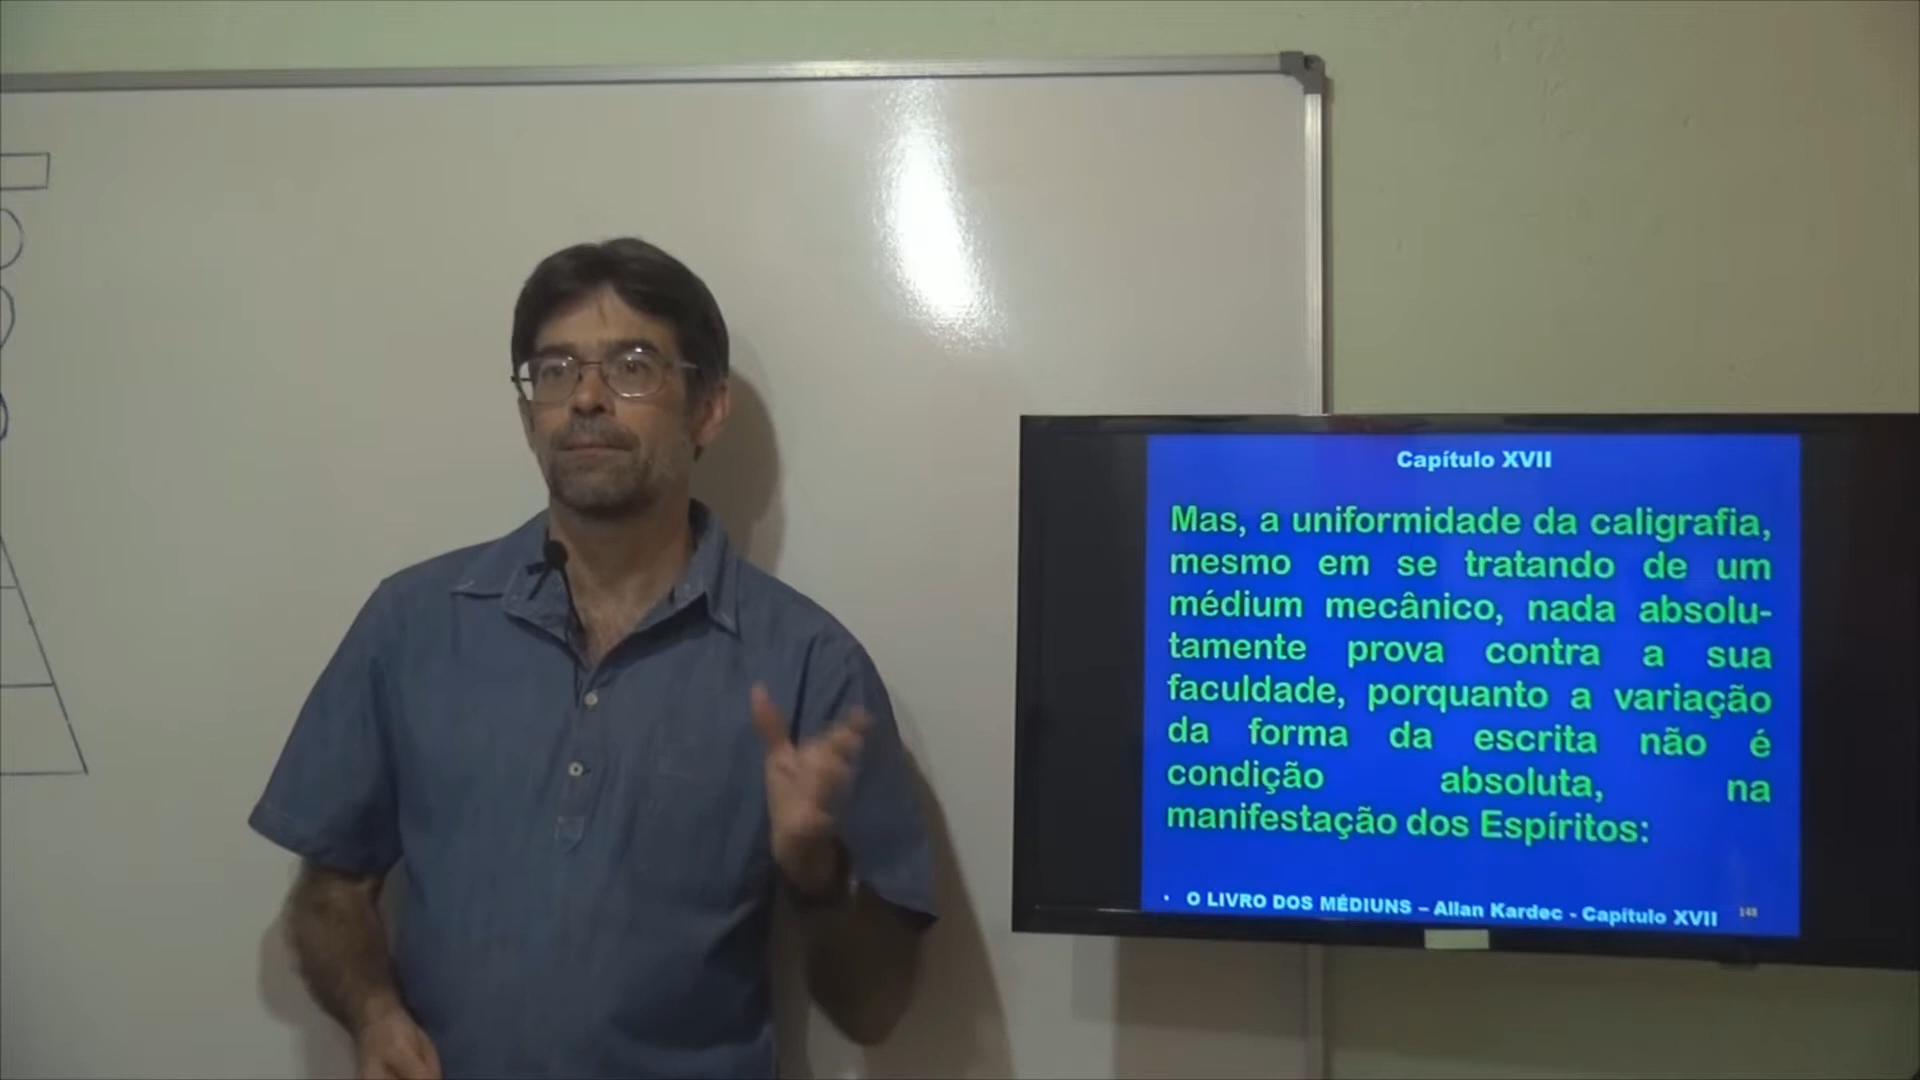 Capítulo XVII
Mas, a uniformidade da caligrafia,
mesmo em se tratando de um
médium mecânico, nada absolu-
tamente prova contra a sua
faculdade, porquanto a variação
da forma da escrita não é
condição absoluta, na
manifestação dos Espíritos:
• O LIVRO DOS MÉDIUNS – Allan Kardec - Capítulo XVII
148